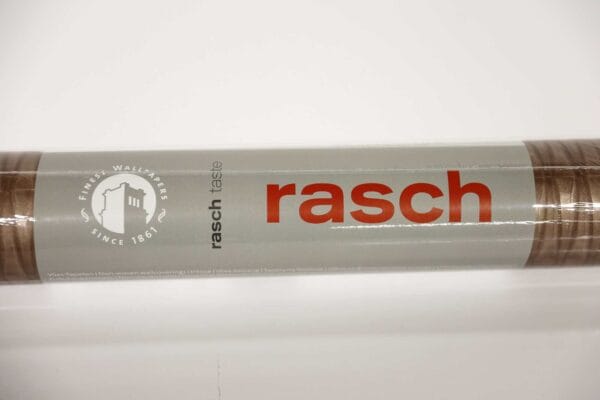 FINEST WALLPAPERS
SINCE 1861
rasch taste
rasch